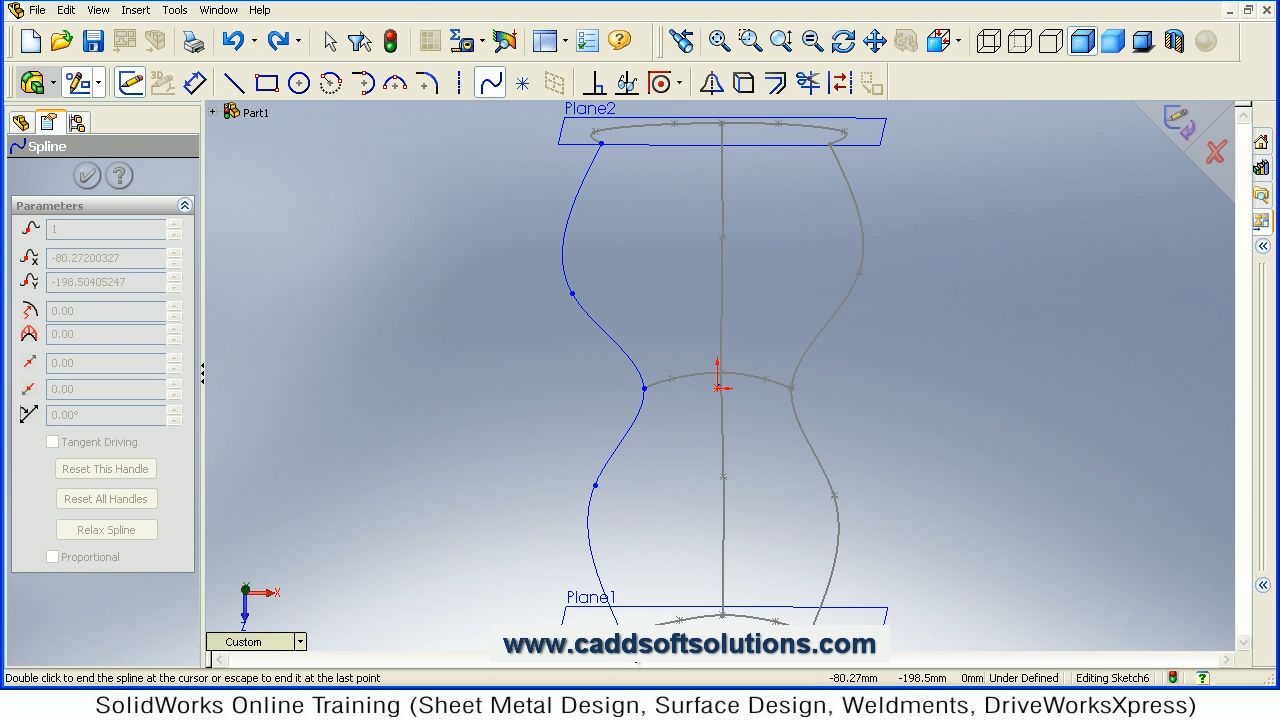 File Edit View Insert Tools Window Help
Part1
Spline
Parameters
1
-80.27200327
-198.50405247
0.00
0.00
0.00
0.00
0.00°
Tangent Driving
Reset This Handle
Reset All Handles
Relax Spline
Proportional
Plane2
Plane1
X
Y
Z
Custom
www.caddsoftsolutions.com
Double click to end the spline at the cursor or escape to end it at the last point
-80.27mm -198.5mm 0mm Under Defined Editing Sketch6
SolidWorks Online Training (Sheet Metal Design, Surface Design, Weldments, DriveWorksXpress)